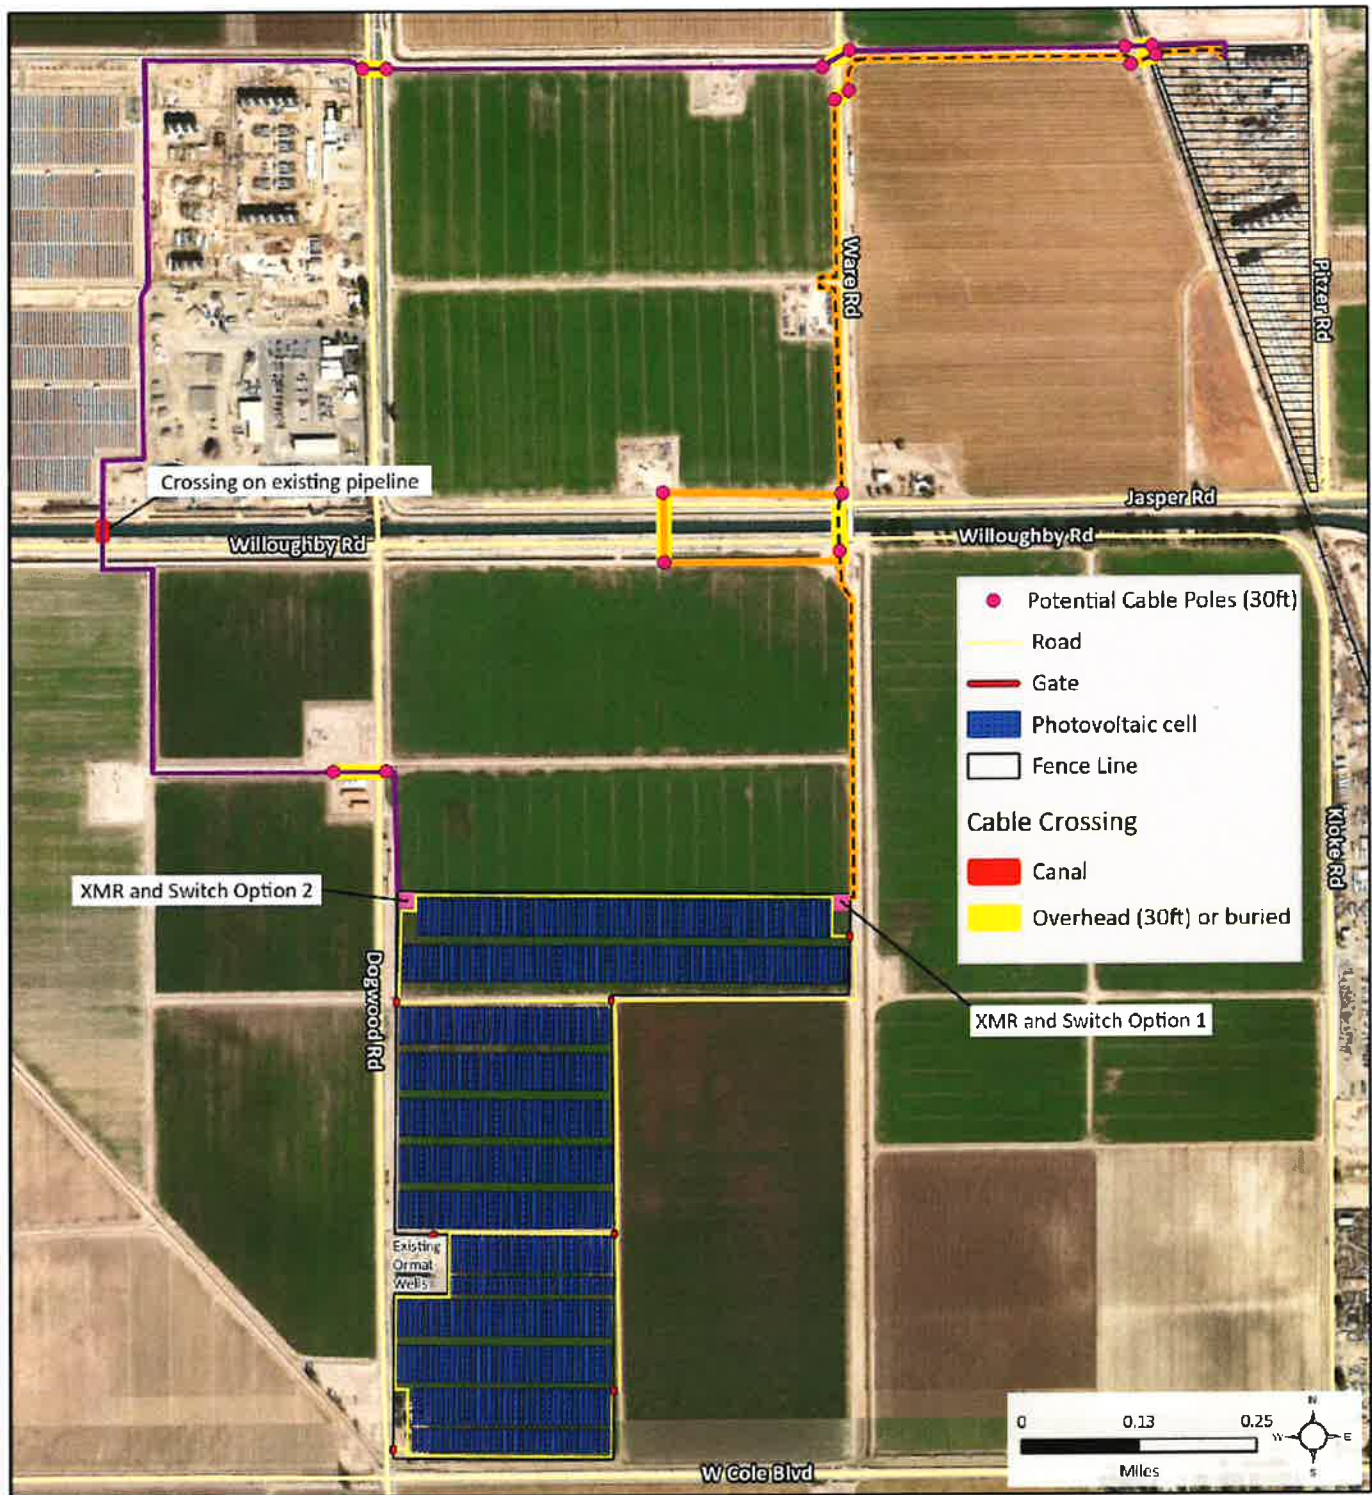 Ware Rd
Pitzer Rd
Crossing on existing pipeline
Jasper Rd
Willoughby Rd
Willoughby Rd
Potential Cable Poles (30ft)
Road
Gate
Photovoltaic cell
Fence Line
Cable Crossing
Canal
Overhead (30ft) or buried
Kloke Rd
XMR and Switch Option 2
Dogwood Rd
XMR and Switch Option 1
Existing
Ormat
Wells
0 0.13 0.25
Miles
N
W E
S
W Cole Blvd